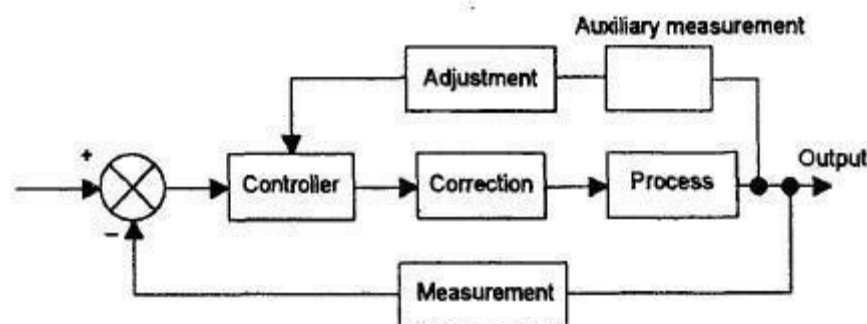 Auxiliary measurement
Adjustment
+
Controller
Correction
Process
Output
–
Measurement